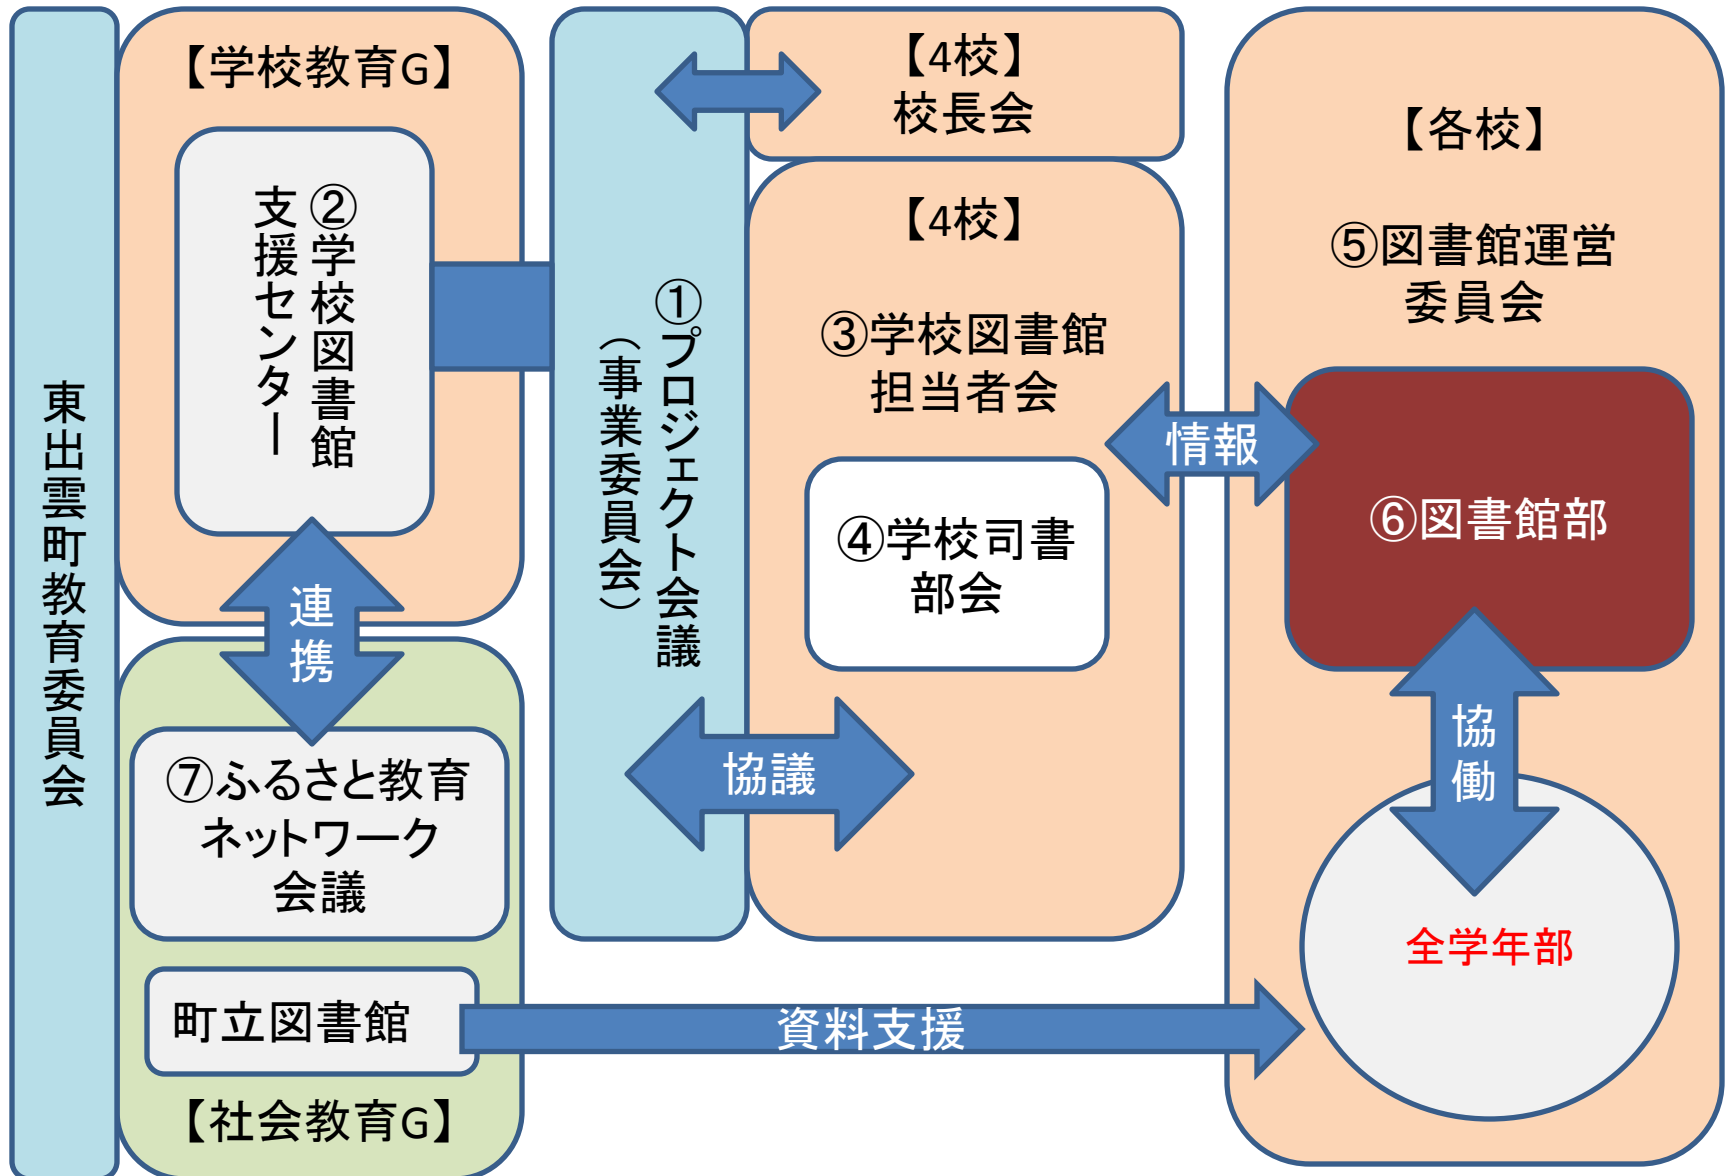 東出雲町教育委員会
【学校教育G】
②学校図書館
支援センター
連
携
⑦ふるさと教育
ネットワーク
会議
町立図書館
【社会教育G】
①プロジェクト会議
（事業委員会）
【4校】
校長会
【4校】
③学校図書館
担当者会
④学校司書
部会
協議
情報
【各校】
⑤図書館運営
委員会
⑥図書館部
協
働
全学年部
資料支援